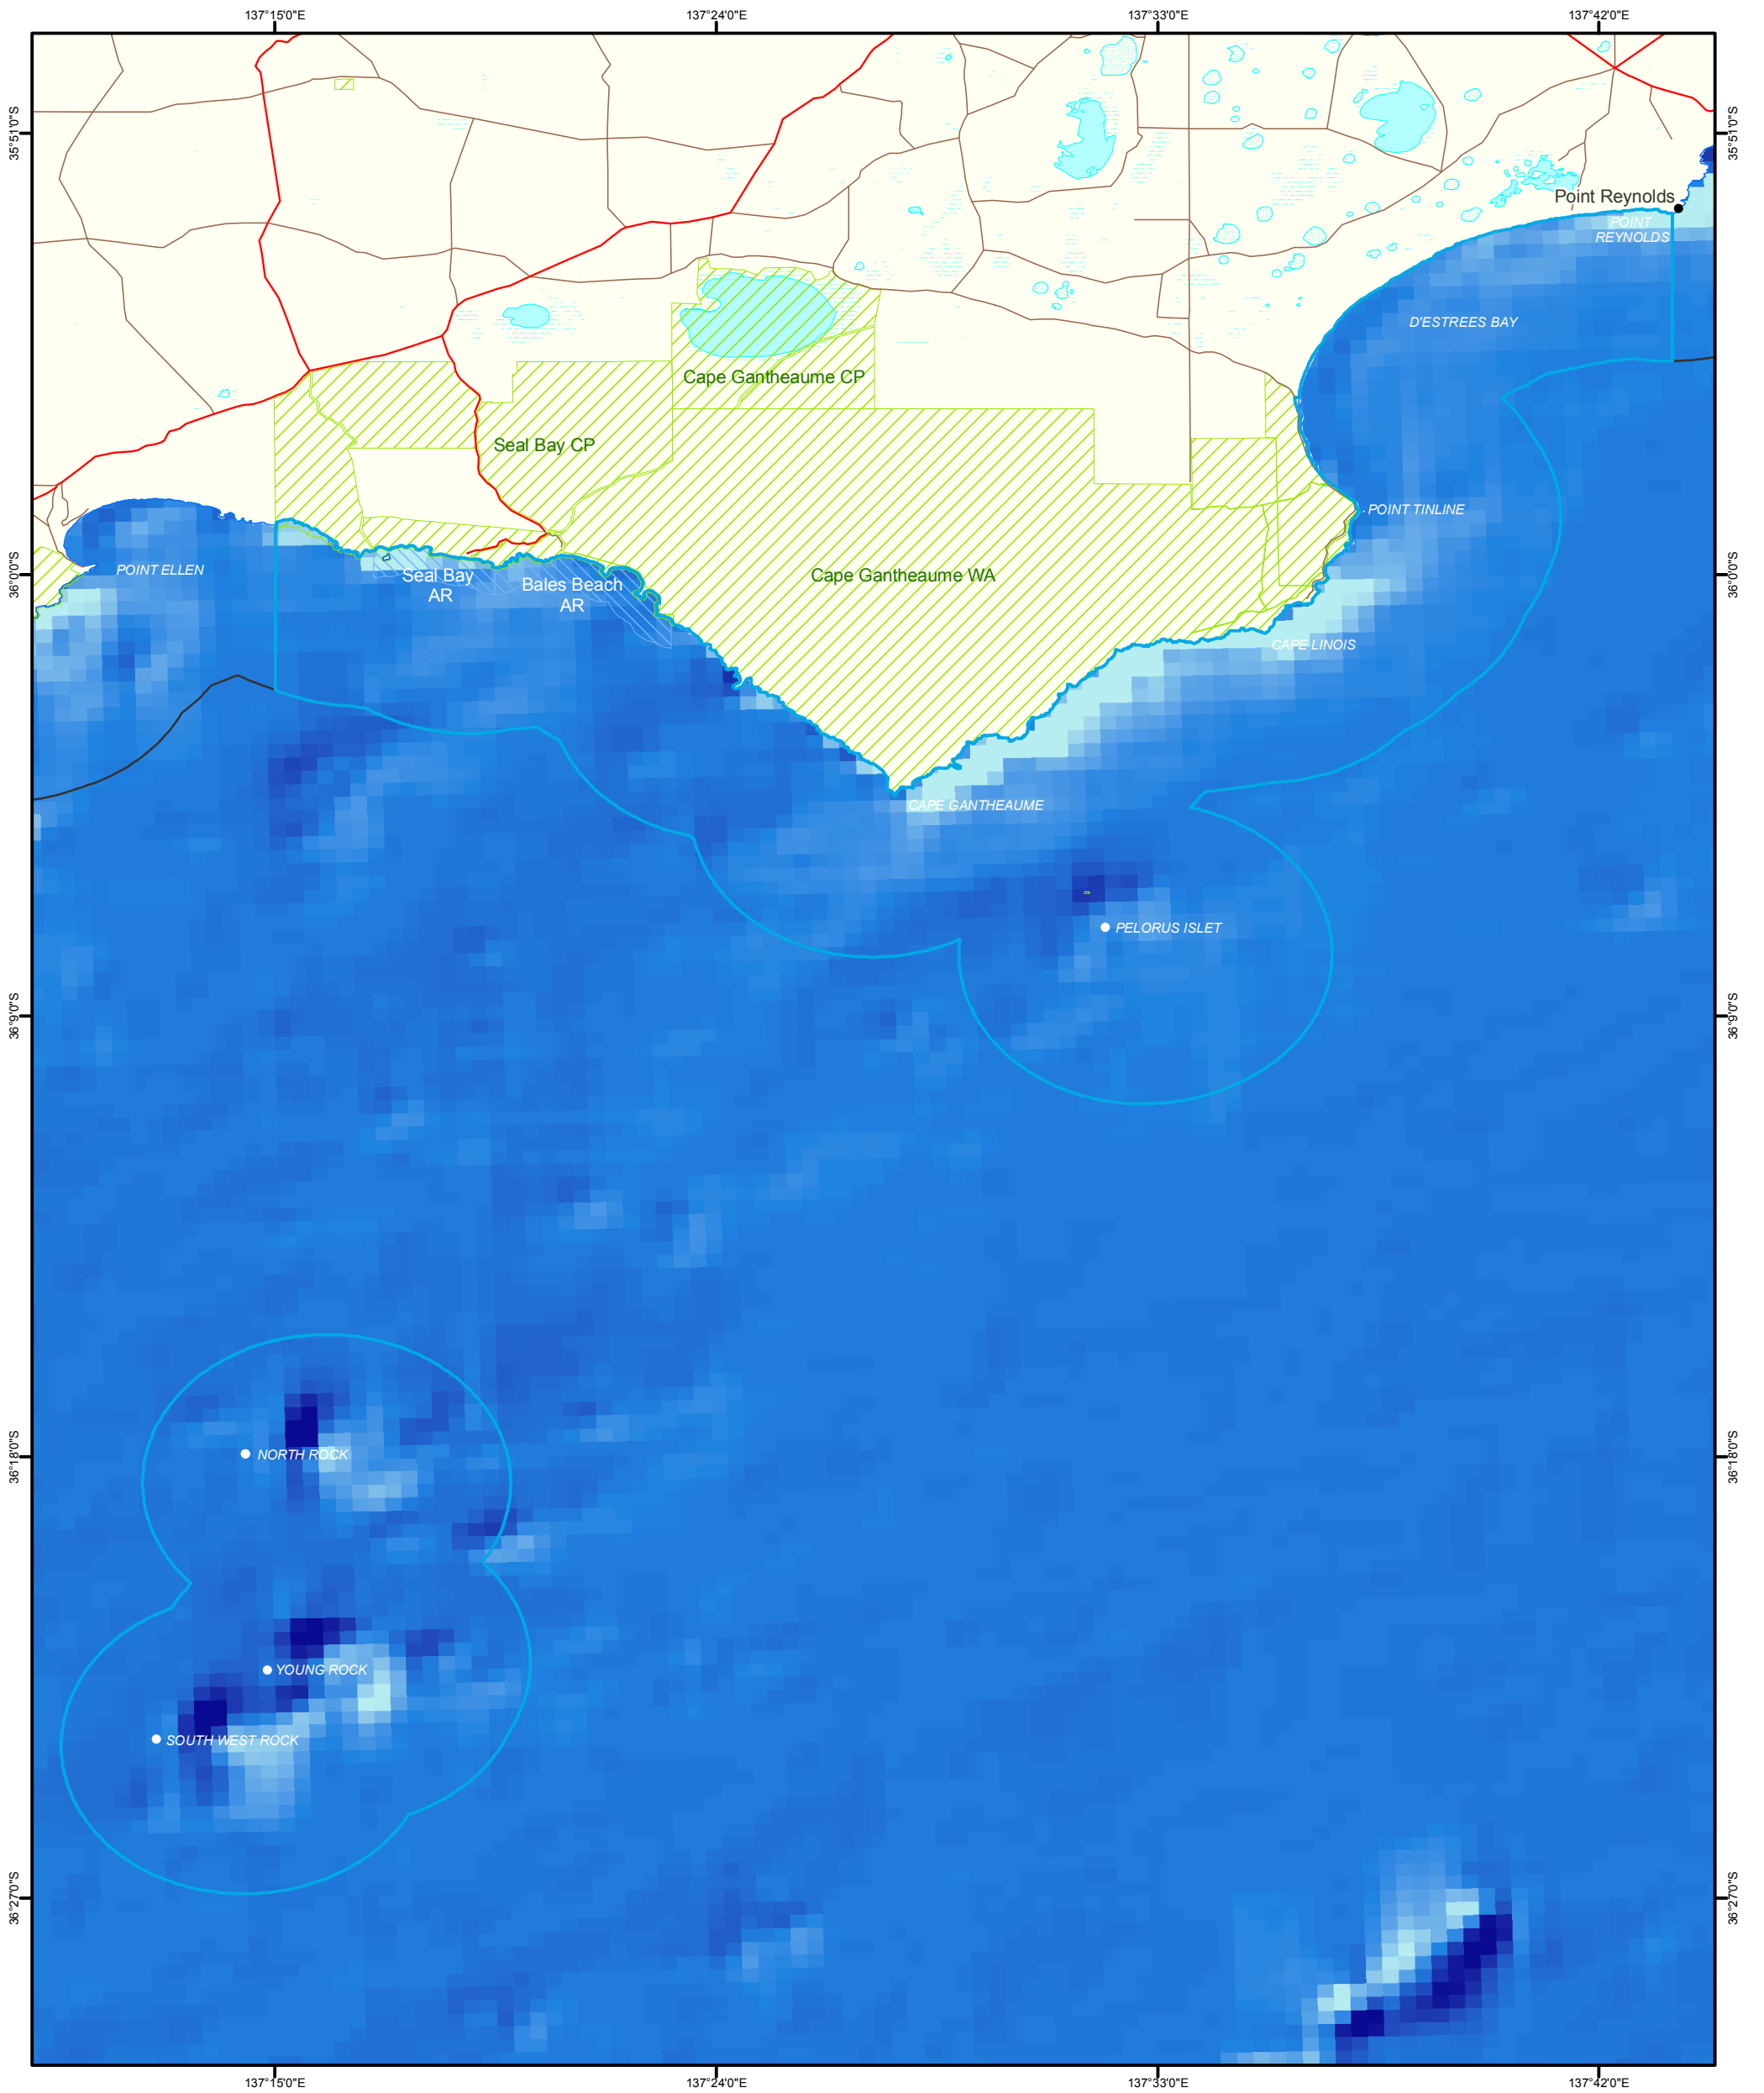 137°15'0"E
137°24'0"E
137°33'0"E
137°42'0"E
35°51'0"S
35°51'0"S
Point Reynolds
POINT
REYNOLDS
D'ESTREES BAY
Cape Gantheaume CP
Seal Bay CP
POINT TINLINE
POINT ELLEN
36°0'0"S
Seal Bay
AR
Bales Beach
AR
Cape Gantheaume WA
36°0'0"S
CAPE LINOIS
CAPE GANTHEAUME
PELORUS ISLET
36°9'0"S
36°9'0"S
36°18'0"S
NORTH ROCK
36°18'0"S
YOUNG ROCK
SOUTH WEST ROCK
36°27'0"S
36°27'0"S
137°15'0"E
137°24'0"E
137°33'0"E
137°42'0"E